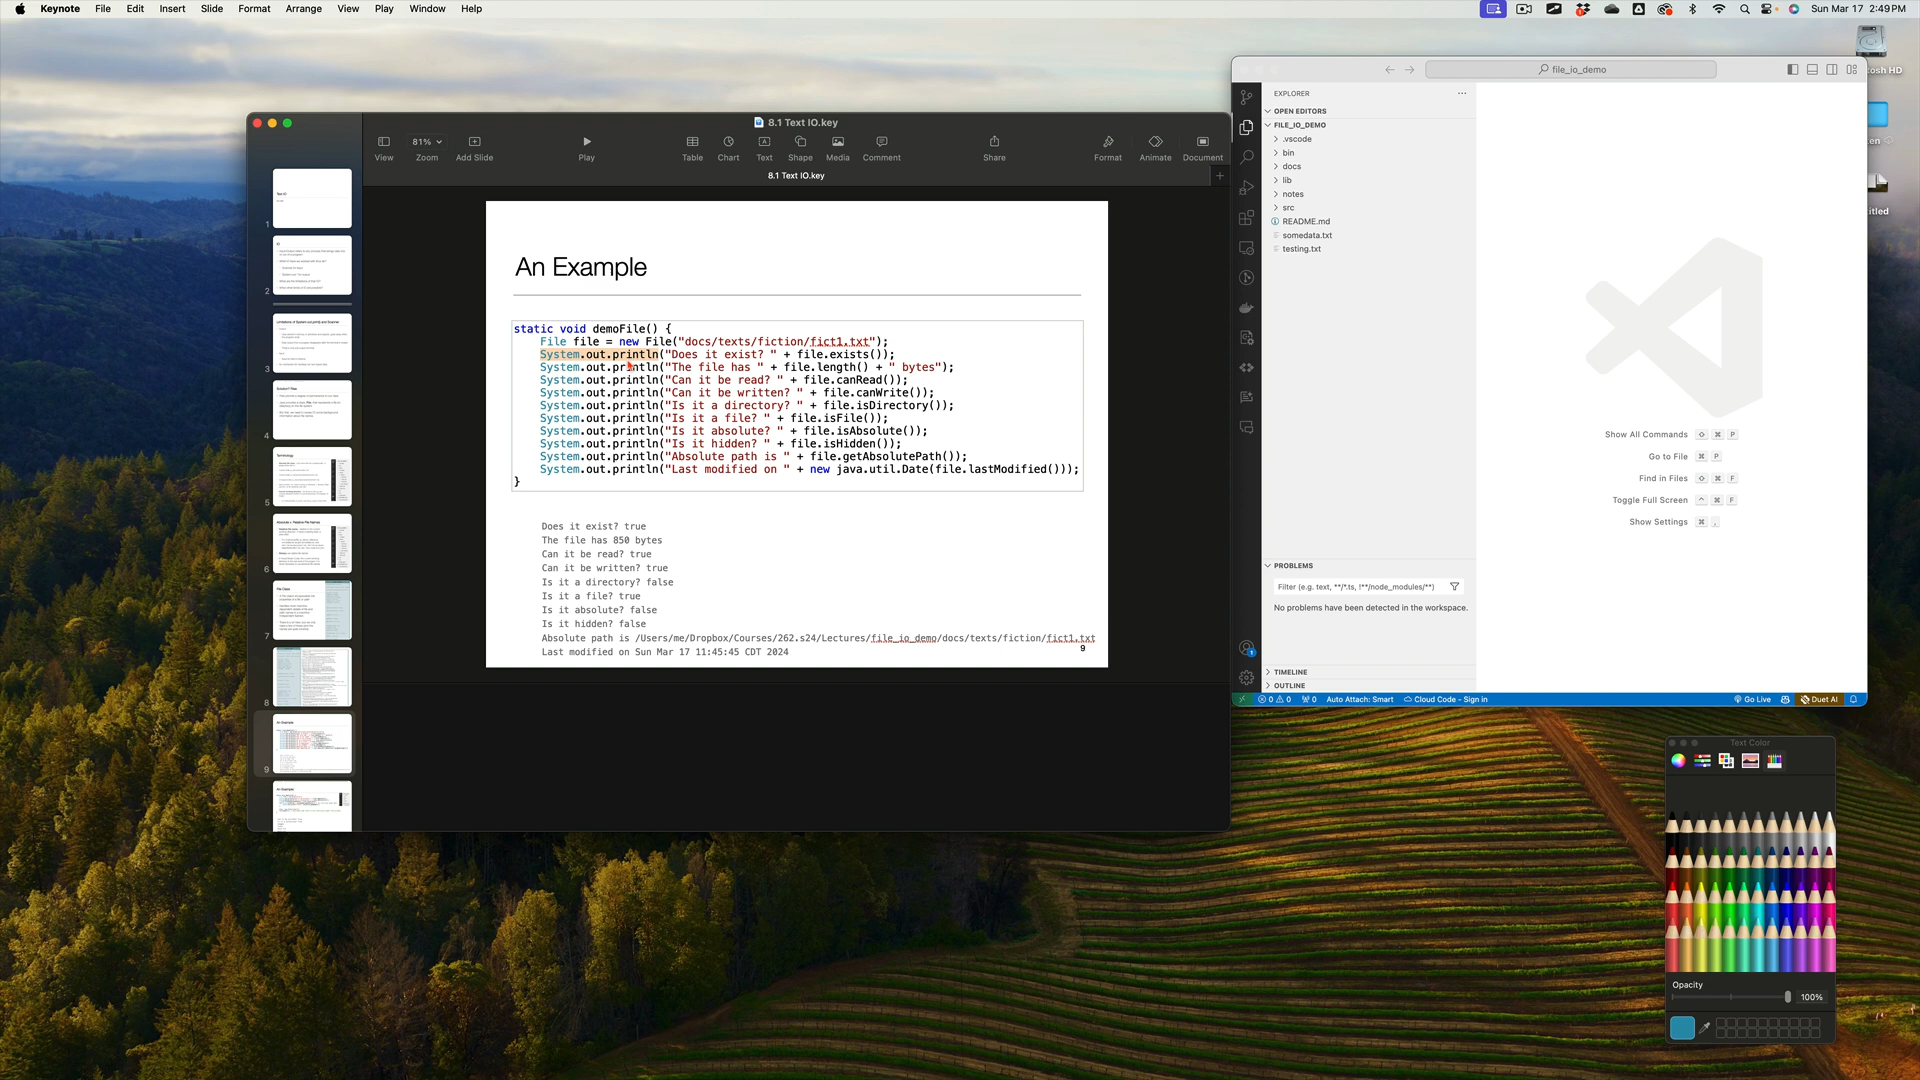 Keynote File Edit Insert Slide Format Arrange View Play Window Help
Sun Mar 17 2:49 PM
8.1 Text IO.key
81%
View Zoom Add Slide Play Table Chart Text Shape Media Comment Share Format Animate Document
8.1 Text IO.key
1
2
3
4
5
6
7
8
9
An Example
static void demoFile() {
File file = new File("docs/texts/fiction/fict1.txt");
System.out.println("Does it exist? " + file.exists());
System.out.println("The file has " + file.length() + " bytes");
System.out.println("Can it be read? " + file.canRead());
System.out.println("Can it be written? " + file.canWrite());
System.out.println("Is it a directory? " + file.isDirectory());
System.out.println("Is it a file? " + file.isFile());
System.out.println("Is it absolute? " + file.isAbsolute());
System.out.println("Is it hidden? " + file.isHidden());
System.out.println("Absolute path is " + file.getAbsolutePath());
System.out.println("Last modified on " + new java.util.Date(file.lastModified()));
}
Does it exist? true
The file has 850 bytes
Can it be read? true
Can it be written? true
Is it a directory? false
Is it a file? true
Is it absolute? false
Is it hidden? false
Absolute path is /Users/me/Dropbox/Courses/262.s24/Lectures/file_io_demo/docs/texts/fiction/fict1.txt
Last modified on Sun Mar 17 11:45:45 CDT 2024
9
file_io_demo
EXPLORER
OPEN EDITORS
FILE_IO_DEMO
.vscode
bin
docs
lib
notes
src
README.md
somedata.txt
testing.txt
Show All Commands ⇧ ⌘ P
Go to File ⌘ P
Find in Files ⇧ ⌘ F
Toggle Full Screen ^ ⌘ F
Show Settings ⌘ ,
PROBLEMS
Filter (e.g. text, **/*.ts, !**/node_modules/**)
No problems have been detected in the workspace.
TIMELINE
OUTLINE
0 0 0 Auto Attach: Smart Cloud Code - Sign in Go Live Duet AI
Text Color
Opacity
100%